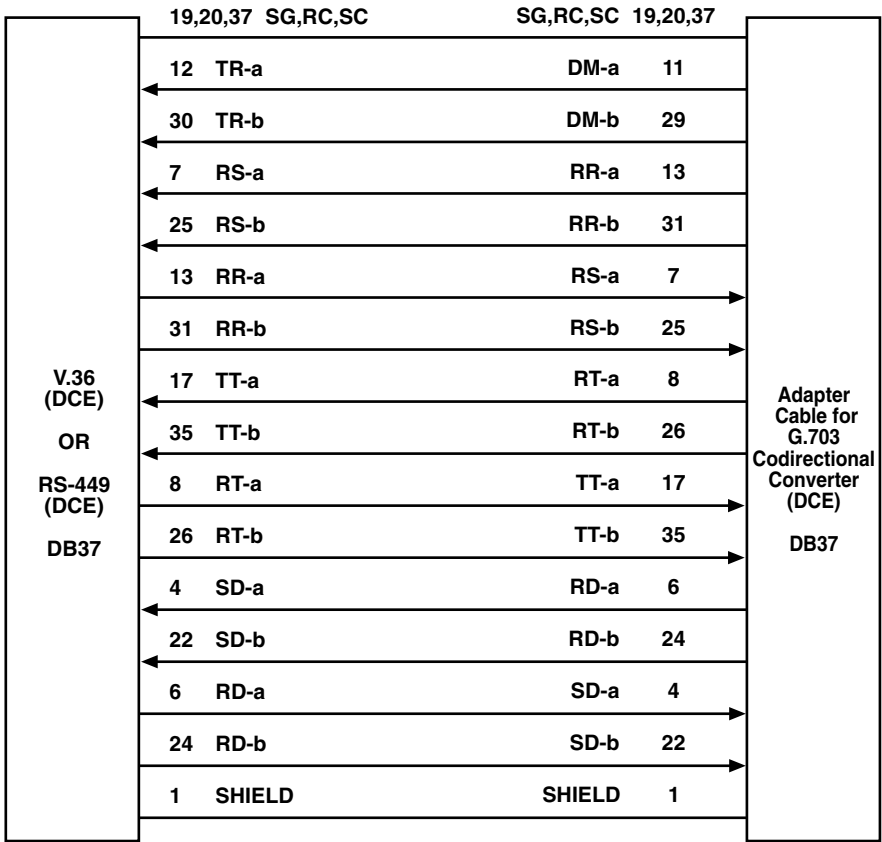 19,20,37 SG,RC,SC SG,RC,SC 19,20,37
12 TR-a DM-a 11
30 TR-b DM-b 29
7 RS-a RR-a 13
25 RS-b RR-b 31
13 RR-a RS-a 7
31 RR-b RS-b 25
17 TT-a RT-a 8
35 TT-b RT-b 26
8 RT-a TT-a 17
26 RT-b TT-b 35
4 SD-a RD-a 6
22 SD-b RD-b 24
6 RD-a SD-a 4
24 RD-b SD-b 22
1 SHIELD SHIELD 1
V.36
(DCE)
OR
RS-449
(DCE)
DB37
Adapter
Cable for
G.703
Codirectional
Converter
(DCE)
DB37